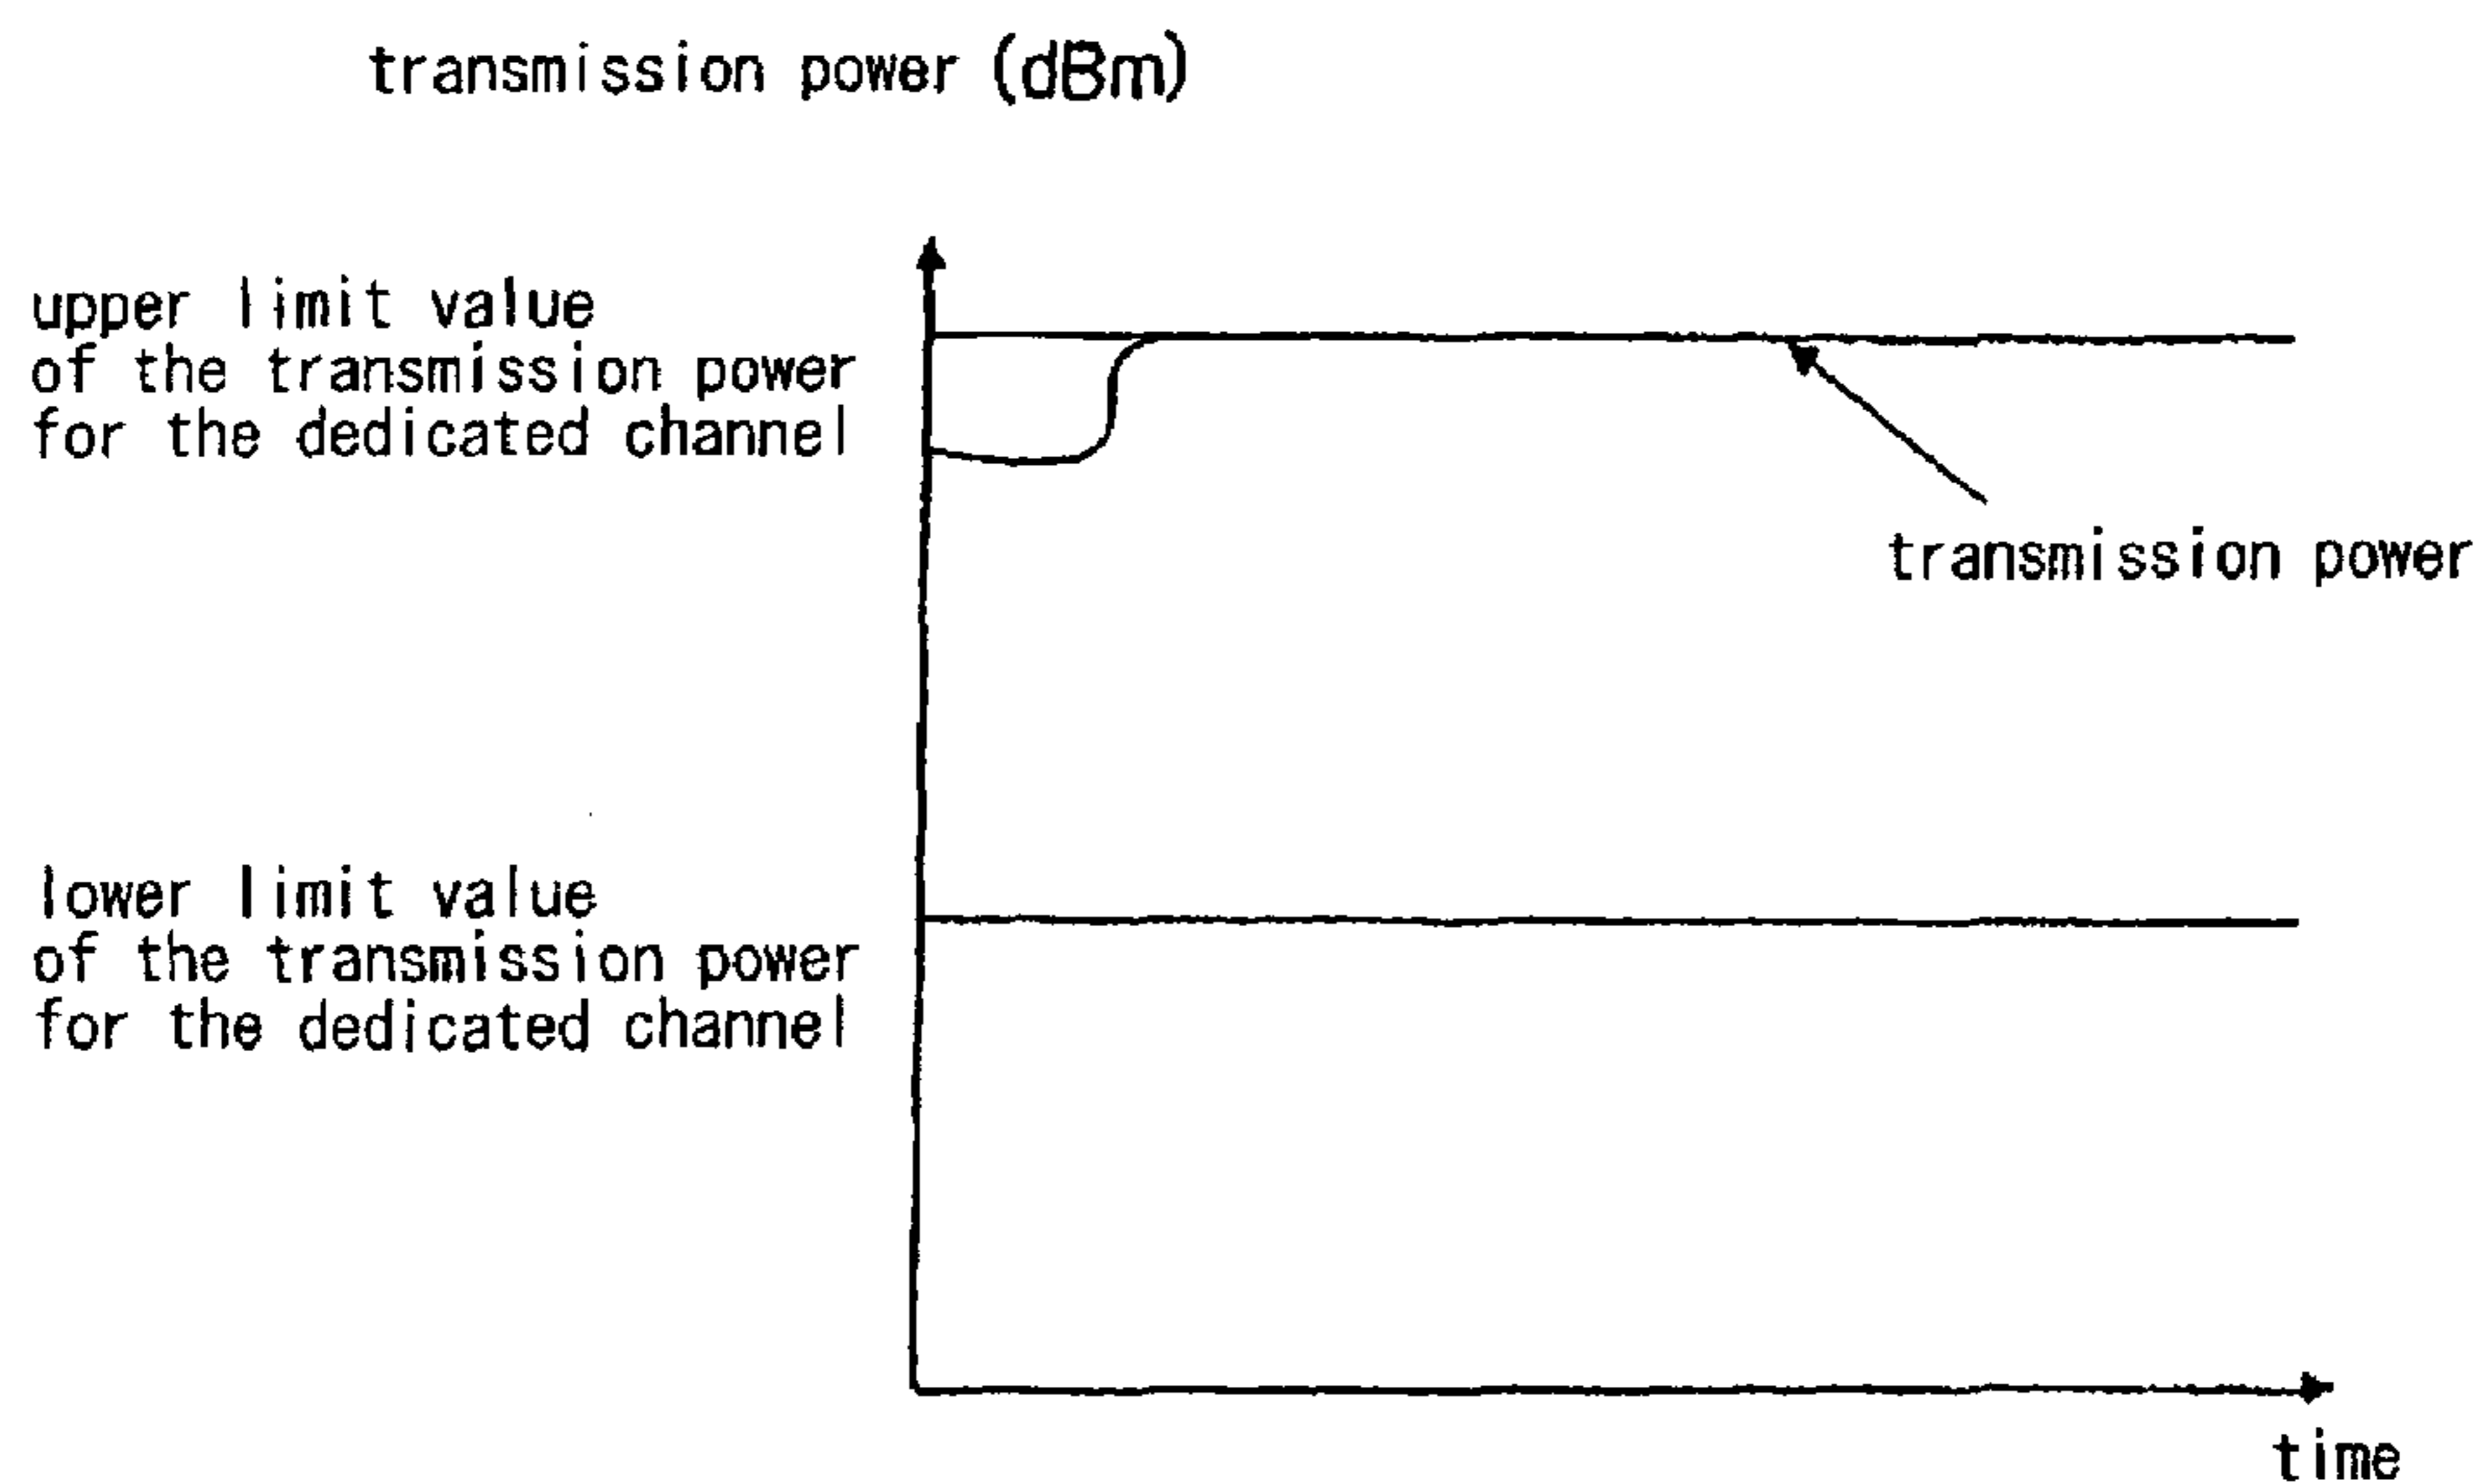 transmission power (dBm)
upper limit value
of the transmission power
for the dedicated channel
transmission power
lower limit value
of the transmission power
for the dedicated channel
time